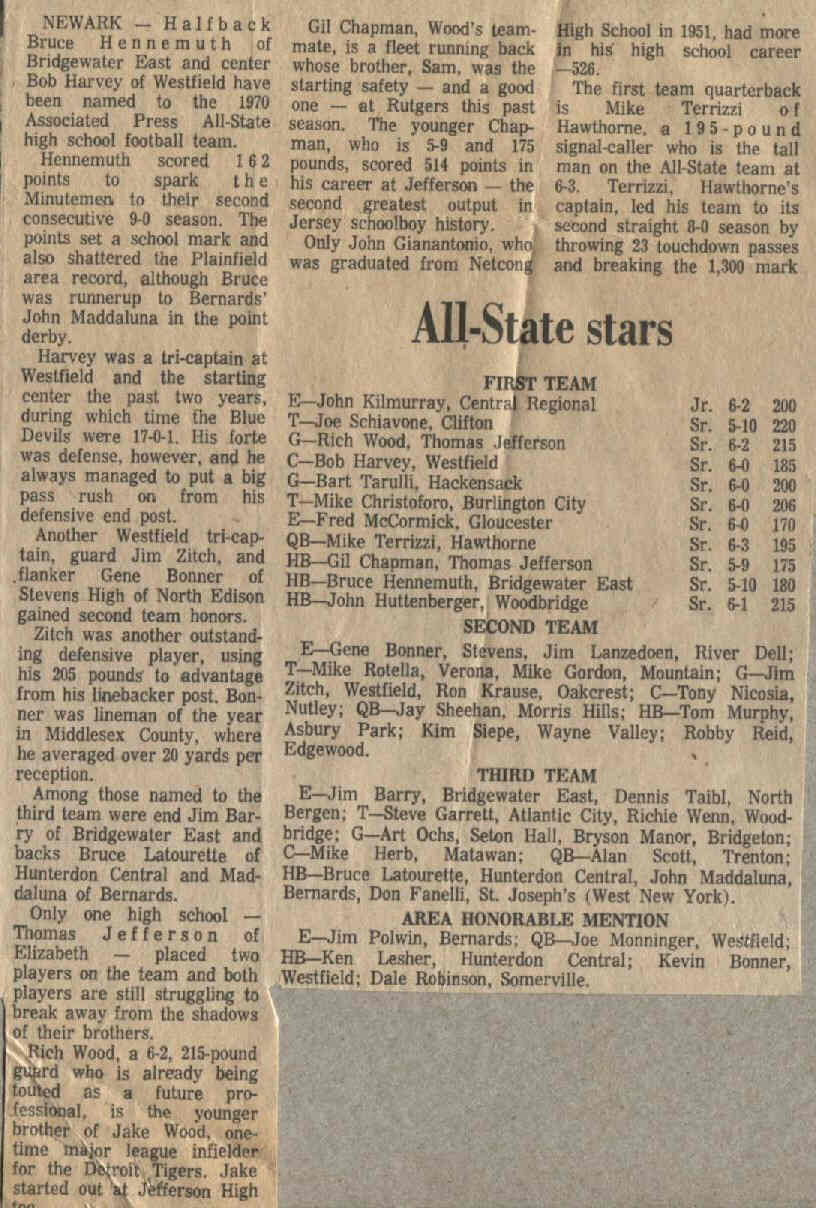 NEWARK — Halfback
Bruce Hennemuth of
Bridgewater East and center
Bob Harvey of Westfield have
been named to the 1970
Associated Press All-State
high school football team.
Hennemuth scored 162
points to spark the
Minutemen to their second
consecutive 9-0 season. The
points set a school mark and
also shattered the Plainfield
area record, although Bruce
was runnerup to Bernards'
John Maddaluna in the point
derby.
Harvey was a tri-captain at
Westfield and the starting
center the past two years,
during which time the Blue
Devils were 17-0-1. His forte
was defense, however, and he
always managed to put a big
pass rush on from his
defensive end post.
Another Westfield tri-cap-
tain, guard Jim Zitch, and
flanker Gene Bonner of
Stevens High of North Edison
gained second team honors.
Zitch was another outstand-
ing defensive player, using
his 205 pounds to advantage
from his linebacker post. Bon-
ner was lineman of the year
in Middlesex County, where
he averaged over 20 yards per
reception.
Among those named to the
third team were end Jim Bar-
ry of Bridgewater East and
backs Bruce Latourette of
Hunterdon Central and Mad-
daluna of Bernards.
Only one high school —
Thomas Jefferson of
Elizabeth — placed two
players on the team and both
players are still struggling to
break away from the shadows
of their brothers.
Rich Wood, a 6-2, 215-pound
guard who is already being
touted as a future pro-
fessional, is the younger
brother of Jake Wood, one-
time major league infielder
for the Detroit Tigers. Jake
started out at Jefferson High
too.
Gil Chapman, Wood's team-
mate, is a fleet running back
whose brother, Sam, was the
starting safety — and a good
one — at Rutgers this past
season. The younger Chap-
man, who is 5-9 and 175
pounds, scored 514 points in
his career at Jefferson — the
second greatest output in
Jersey schoolboy history.
Only John Gianantonio, who
was graduated from Netcong
High School in 1951, had more
in his high school career
—526.
The first team quarterback
is Mike Terrizzi of
Hawthorne, a 195-pound
signal-caller who is the tall
man on the All-State team at
6-3. Terrizzi, Hawthorne's
captain, led his team to its
second straight 8-0 season by
throwing 23 touchdown passes
and breaking the 1,300 mark
All-State stars
FIRST TEAM
E—John Kilmurray, Central Regional Jr. 6-2 200
T—Joe Schiavone, Clifton Sr. 5-10 220
G—Rich Wood, Thomas Jefferson Sr. 6-2 215
C—Bob Harvey, Westfield Sr. 6-0 185
G—Bart Tarulli, Hackensack Sr. 6-0 200
T—Mike Christoforo, Burlington City Sr. 6-0 206
E—Fred McCormick, Gloucester Sr. 6-0 170
QB—Mike Terrizzi, Hawthorne Sr. 6-3 195
HB—Gil Chapman, Thomas Jefferson Sr. 5-9 175
HB—Bruce Hennemuth, Bridgewater East Sr. 5-10 180
HB—John Huttenberger, Woodbridge Sr. 6-1 215
SECOND TEAM
E—Gene Bonner, Stevens, Jim Lanzedoen, River Dell;
T—Mike Rotella, Verona, Mike Gordon, Mountain; G—Jim
Zitch, Westfield, Ron Krause, Oakcrest; C—Tony Nicosia,
Nutley; QB—Jay Sheehan, Morris Hills; HB—Tom Murphy,
Asbury Park; Kim Siepe, Wayne Valley; Robby Reid,
Edgewood.
THIRD TEAM
E—Jim Barry, Bridgewater East, Dennis Taibl, North
Bergen; T—Steve Garrett, Atlantic City, Richie Wenn, Wood-
bridge; G—Art Ochs, Seton Hall, Bryson Manor, Bridgeton;
C—Mike Herb, Matawan; QB—Alan Scott, Trenton;
HB—Bruce Latourette, Hunterdon Central, John Maddaluna,
Bernards, Don Fanelli, St. Joseph's (West New York).
AREA HONORABLE MENTION
E—Jim Polwin, Bernards; QB—Joe Monninger, Westfield;
HB—Ken Lesher, Hunterdon Central; Kevin Bonner,
Westfield; Dale Robinson, Somerville.